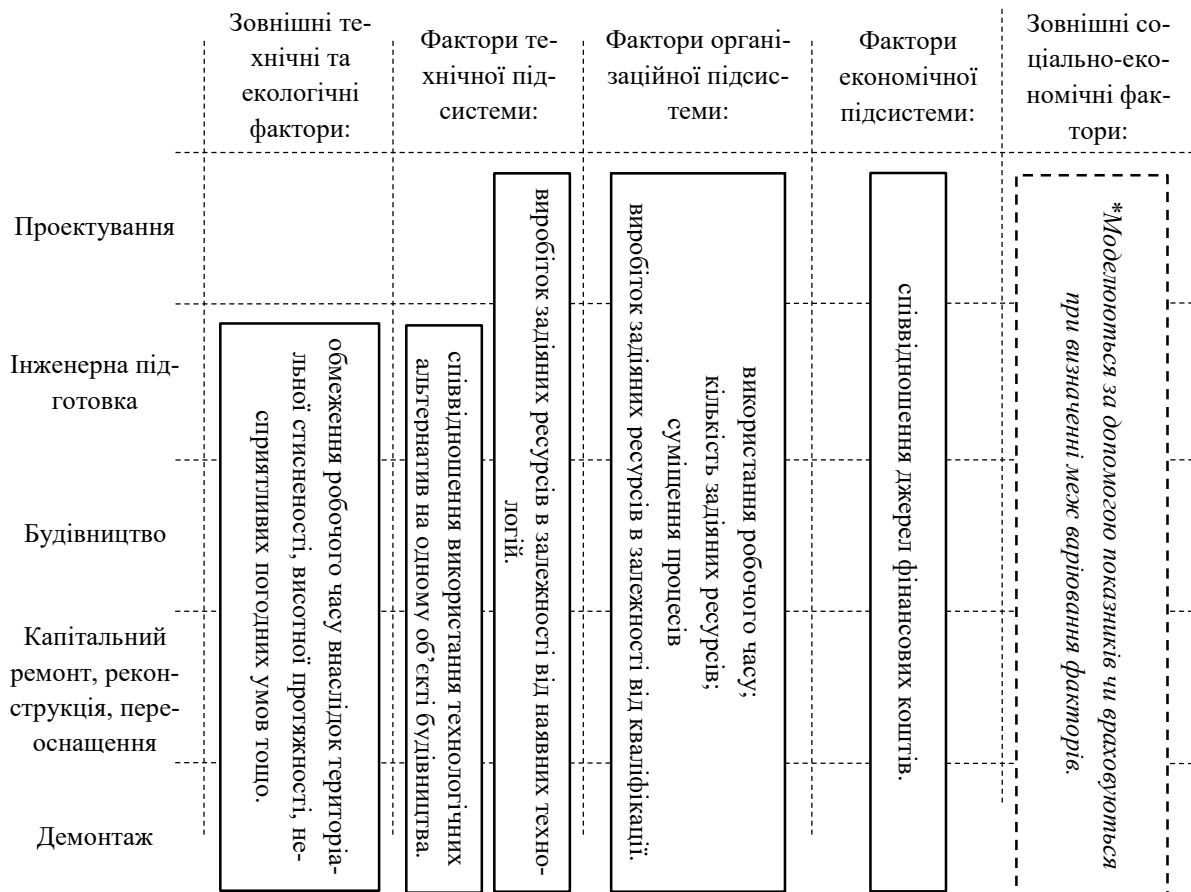 Зовнішні те-
хнічні та
екологічні
фактори:
Фактори те-
хнічної під-
системи:
Фактори органі-
заційної підсис-
теми:
Фактори
економічної
підсистеми:
Зовнішні со-
ціально-еко-
номічні фак-
тори:
Проектування
Інженерна під-
готовка
Будівництво
Капітальний
ремонт, рекон-
струкція, пере-
оснащення
Демонтаж
обмеження робочого часу внаслідок територіа-
льної стисненості, висотної протяжності, не-
сприятливих погодних умов тощо.
співвідношення використання технологічних
альтернатив на одному об’єкті будівництва.
виробіток задіяних ресурсів в залежності від наявних техно-
логій.
використання робочого часу;
кількість задіяних ресурсів;
суміщення процесів
виробіток задіяних ресурсів в залежності від кваліфікації.
співвідношення джерел фінансових коштів.
*Моделюються за допомогою показників чи враховуються
при визначенні меж варіювання факторів.